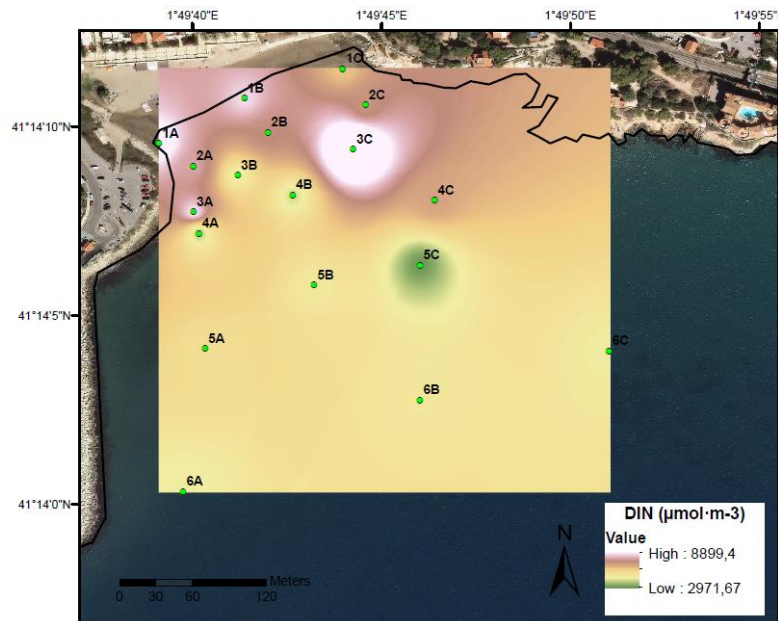 1°49'40"E 1°49'45"E 1°49'50"E 1°49'55"E
1C
1B
2C
41°14'10"N
1A
2B
3C
2A
3B
4B
4C
3A
4A
5C
5B
41°14'5"N
5A
6C
6B
6A
41°14'0"N
N
DIN (µmol·m-3)
Value
High : 8899,4
Low : 2971,67
Meters
0 30 60 120